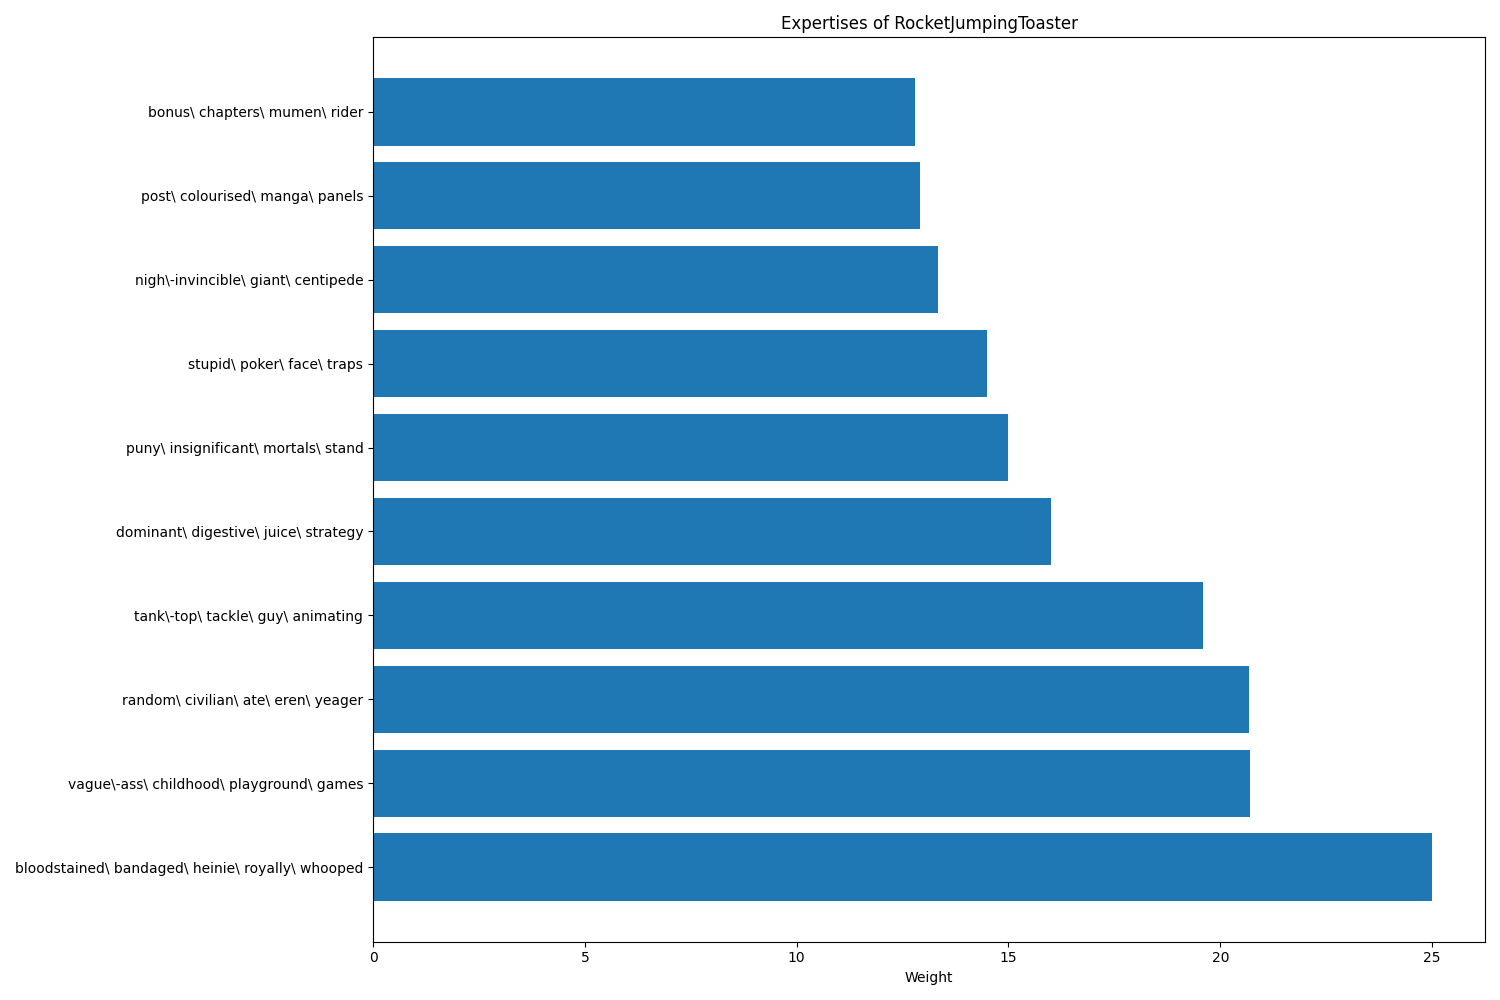 Expertises of RocketJumpingToaster
bonus\ chapters\ mumen\ rider
post\ colourised\ manga\ panels
nigh\-invincible\ giant\ centipede
stupid\ poker\ face\ traps
puny\ insignificant\ mortals\ stand
dominant\ digestive\ juice\ strategy
tank\-top\ tackle\ guy\ animating
random\ civilian\ ate\ eren\ yeager
vague\-ass\ childhood\ playground\ games
bloodstained\ bandaged\ heinie\ royally\ whooped
0 5 10 15 20 25
Weight